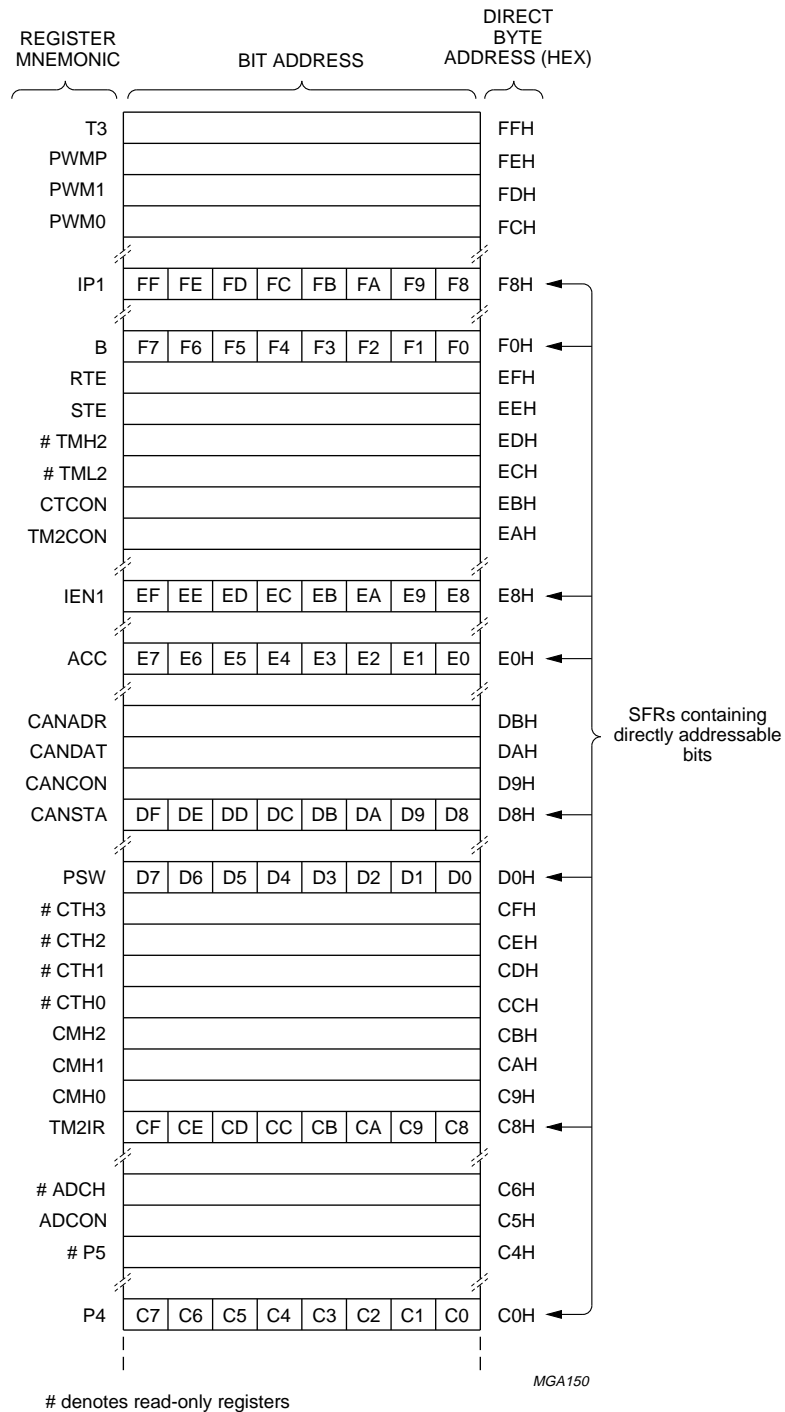 REGISTER MNEMONIC
BIT ADDRESS
DIRECT BYTE ADDRESS (HEX)
T3 FFH
PWMP FEH
PWM1 FDH
PWM0 FCH
IP1 FF FE FD FC FB FA F9 F8 F8H
B F7 F6 F5 F4 F3 F2 F1 F0 F0H
RTE EFH
STE EEH
# TMH2 EDH
# TML2 ECH
CTCON EBH
TM2CON EAH
IEN1 EF EE ED EC EB EA E9 E8 E8H
ACC E7 E6 E5 E4 E3 E2 E1 E0 E0H
CANADR DBH
CANDAT DAH
CANCON D9H
CANSTA DF DE DD DC DB DA D9 D8 D8H
PSW D7 D6 D5 D4 D3 D2 D1 D0 D0H
# CTH3 CFH
# CTH2 CEH
# CTH1 CDH
# CTH0 CCH
CMH2 CBH
CMH1 CAH
CMH0 C9H
TM2IR CF CE CD CC CB CA C9 C8 C8H
# ADCH C6H
ADCON C5H
# P5 C4H
P4 C7 C6 C5 C4 C3 C2 C1 C0 C0H
SFRs containing
directly addressable
bits
MGA150
# denotes read-only registers